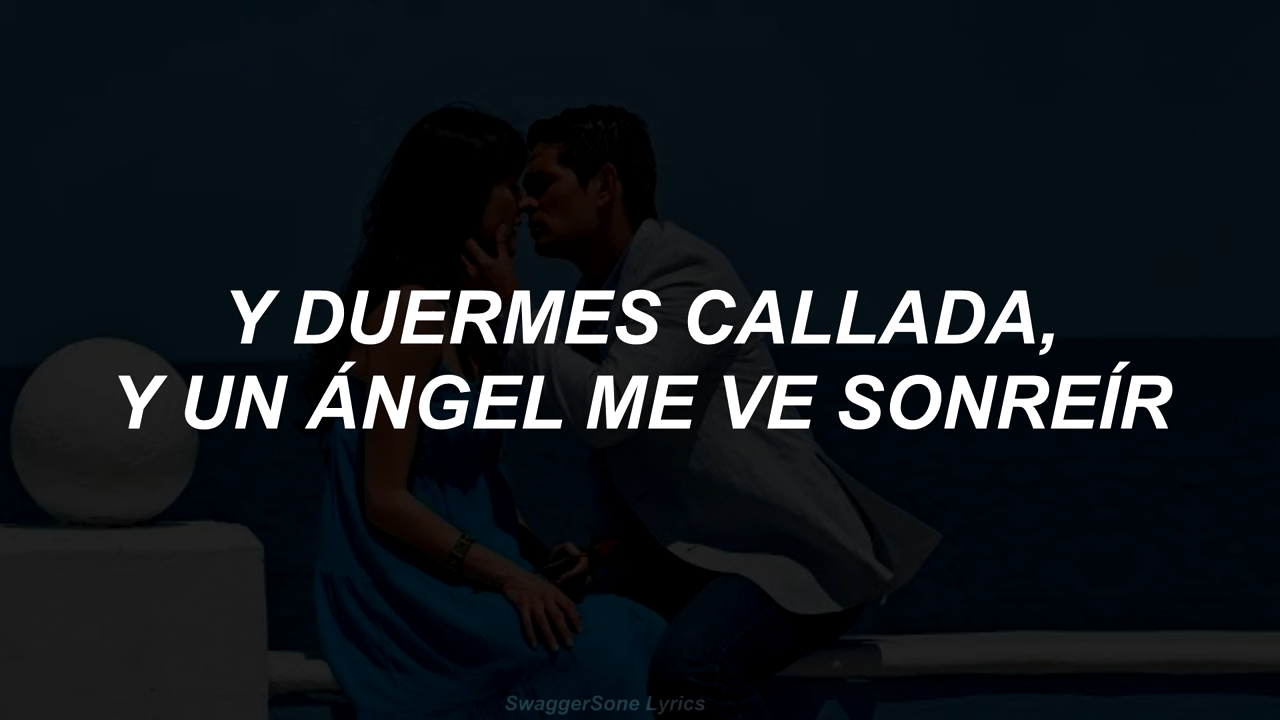 Y DUERMES CALLADA,
Y UN ÁNGEL ME VE SONREÍR
SwaggerSone Lyrics